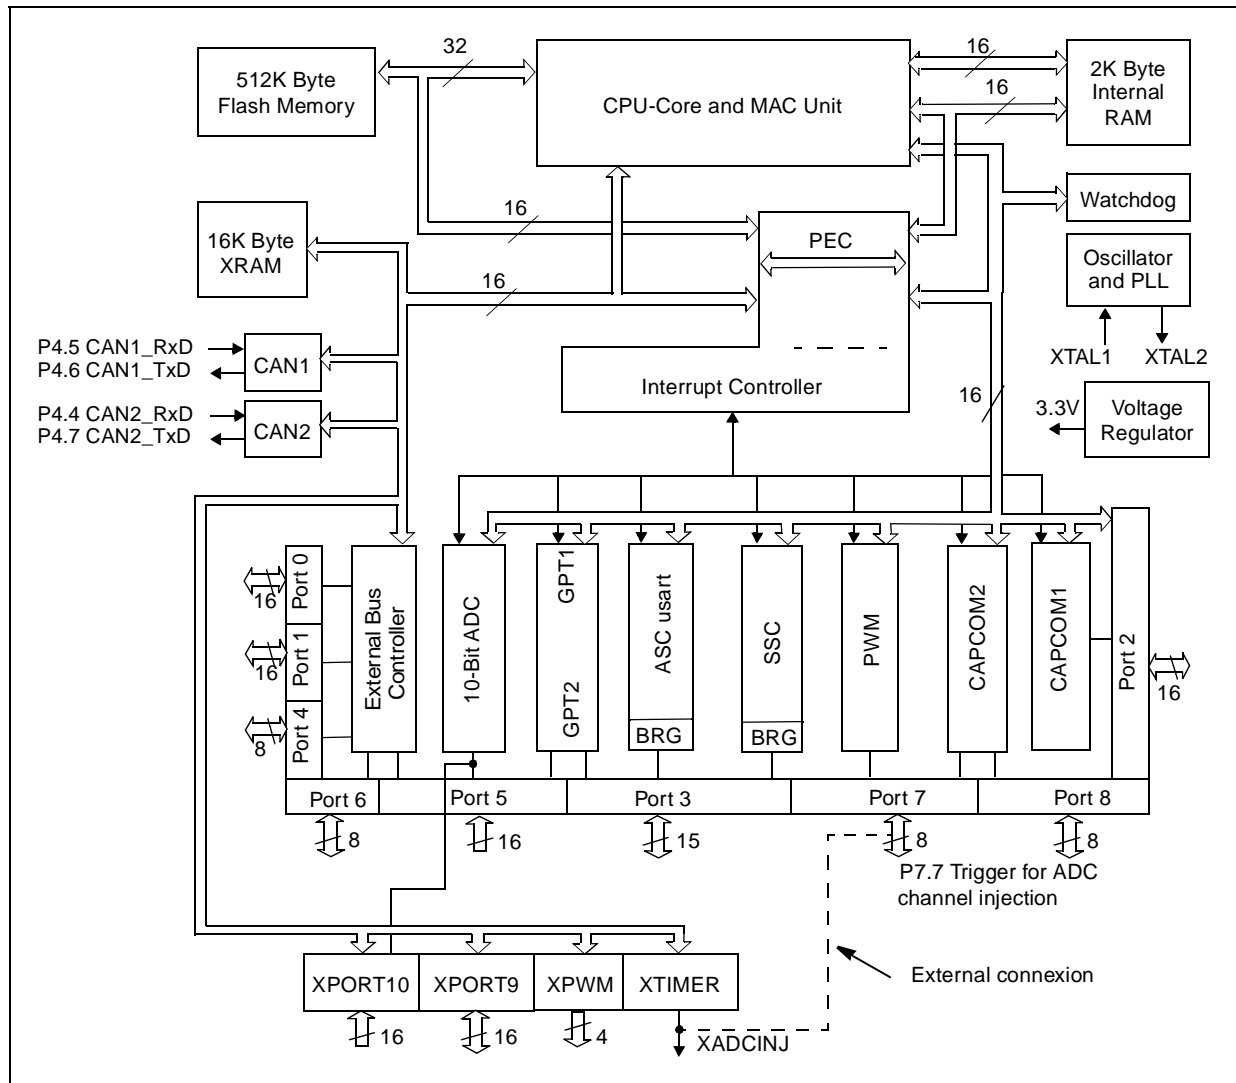 32
16
512K Byte
Flash Memory
CPU-Core and MAC Unit
2K Byte
Internal
RAM
16
16
Watchdog
16K Byte
XRAM
PEC
Oscillator
and PLL
16
P4.5 CAN1_RxD
P4.6 CAN1_TxD
CAN1
XTAL1
XTAL2
Interrupt Controller
16
P4.4 CAN2_RxD
P4.7 CAN2_TxD
CAN2
3.3V
Voltage
Regulator
Port 0
16
Port 1
16
Port 4
8
External Bus
Controller
10-Bit ADC
GPT1
GPT2
ASC usart
BRG
SSC
BRG
PWM
CAPCOM2
CAPCOM1
Port 2
16
Port 6
Port 5
Port 3
Port 7
Port 8
8
16
15
8
8
P7.7 Trigger for ADC
channel injection
XPORT10
XPORT9
XPWM
XTIMER
External connexion
16
16
4
XADCINJ